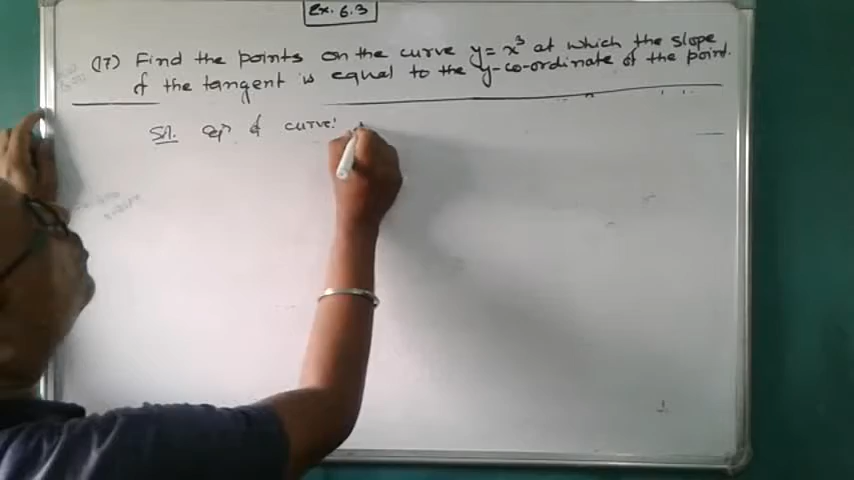 Ex. 6.3
(17) Find the points on the curve y = x³ at which the slope
of the tangent is equal to the y-co-ordinate of the point.
Sol. Eqⁿ of curve: